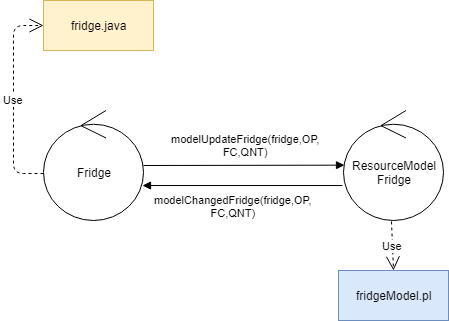 fridge.java
Use
modelUpdateFridge(fridge,OP,
FC,QNT)
Fridge
ResourceModel
Fridge
modelChangedFridge(fridge,OP,
FC,QNT)
Use
fridgeModel.pl